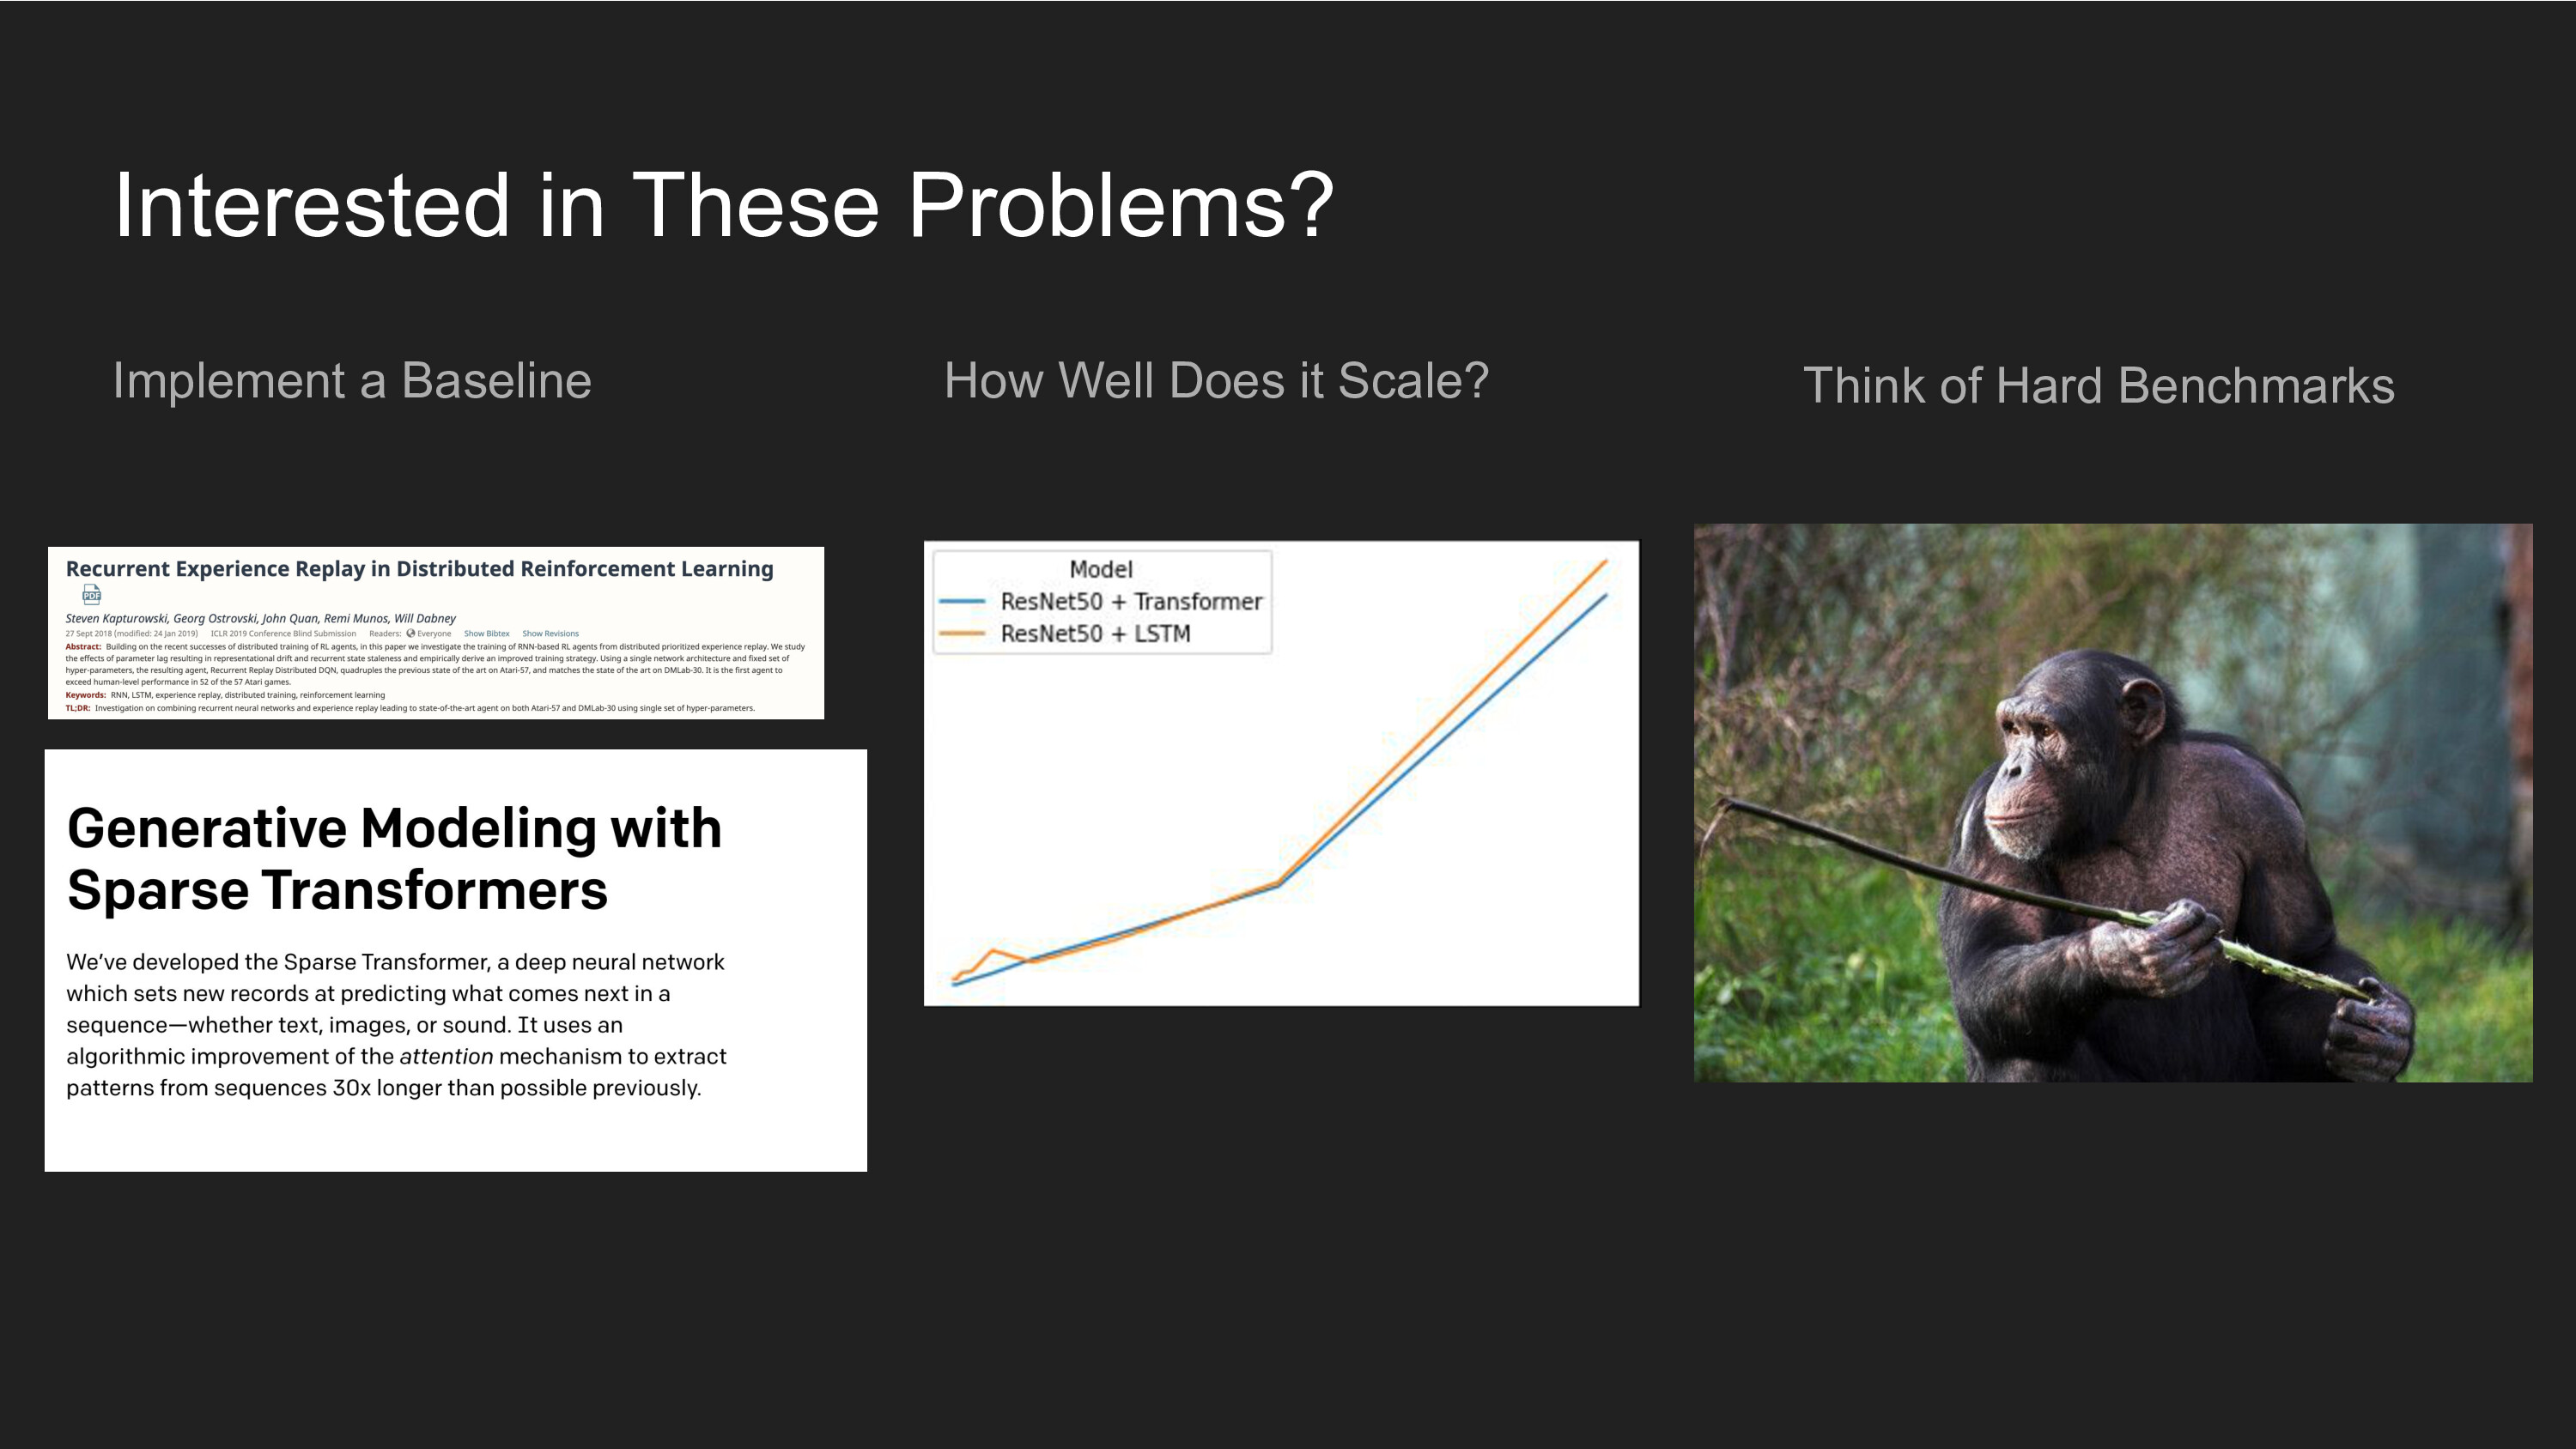 Interested in These Problems?
Implement a Baseline
How Well Does it Scale?
Think of Hard Benchmarks
Recurrent Experience Replay in Distributed Reinforcement Learning
PDF
Steven Kapturowski, Georg Ostrovski, John Quan, Remi Munos, Will Dabney
27 Sept 2018 (modified: 24 Jan 2019) ICLR 2019 Conference Blind Submission Readers: Everyone Show Bibtex Show Revisions
Abstract: Building on the recent successes of distributed training of RL agents, in this paper we investigate the training of RNN-based RL agents from distributed prioritized experience replay. We study
the effects of parameter lag resulting in representational drift and recurrent state staleness and empirically derive an improved training strategy. Using a single network architecture and fixed set of
hyper-parameters, the resulting agent, Recurrent Replay Distributed DQN, quadruples the previous state of the art on Atari-57, and matches the state of the art on DMLab-30. It is the first agent to
exceed human-level performance in 52 of the 57 Atari games.
Keywords: RNN, LSTM, experience replay, distributed training, reinforcement learning
TL;DR: Investigation on combining recurrent neural networks and experience replay leading to state-of-the-art agent on both Atari-57 and DMLab-30 using single set of hyper-parameters.
Generative Modeling with
Sparse Transformers
We've developed the Sparse Transformer, a deep neural network
which sets new records at predicting what comes next in a
sequence—whether text, images, or sound. It uses an
algorithmic improvement of the attention mechanism to extract
patterns from sequences 30x longer than possible previously.
Model
ResNet50 + Transformer
ResNet50 + LSTM